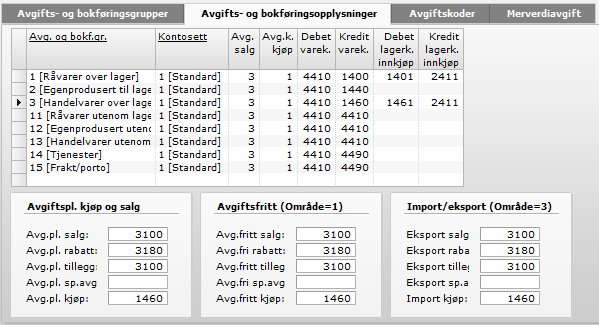 Avgifts- og bokføringsgrupper Avgifts- og bokføringsopplysninger Avgiftskoder Merverdiavgift
Avg. og bokf.gr. Kontosett Avg.l salg Avg.k. kjøp Debet varek. Kredit varek. Debet lagerk. innkjøp Kredit lagerk. innkjøp
1 [Råvarer over lager] 1 [Standard] 3 1 4410 1400 1401 2411
2 [Egenprodusert til lage 1 [Standard] 3 1 4410 1440
3 [Handelvarer over lage 1 [Standard] 3 1 4410 1460 1461 2411
11 [Råvarer utenom lage 1 [Standard] 3 1 4410 4410
12 [Egenprodusert uteno 1 [Standard] 3 1 4410 4410
13 [Handelvarer utenom 1 [Standard] 3 1 4410 4410
14 [Tjenester] 1 [Standard] 3 1 4410 4490
15 [Frakt/porto] 1 [Standard] 3 1 4410 4490
Avgiftspl. kjøp og salg
Avg.pl. salg: 3100
Avg.pl. rabatt: 3180
Avg.pl. tillegg: 3100
Avg.pl. sp.avg
Avg.pl. kjøp: 1460
Avgiftsfritt (Område=1)
Avg.fritt salg: 3100
Avg.fri rabatt: 3180
Avg.fritt tilleg 3100
Avg.fri sp.avg
Avg.fritt kjøp: 1460
Import/eksport (Område=3)
Eksport salg: 3100
Eksport raba 3180
Eksport tilleg 3100
Eksport sp.a
Import kjøp: 1460